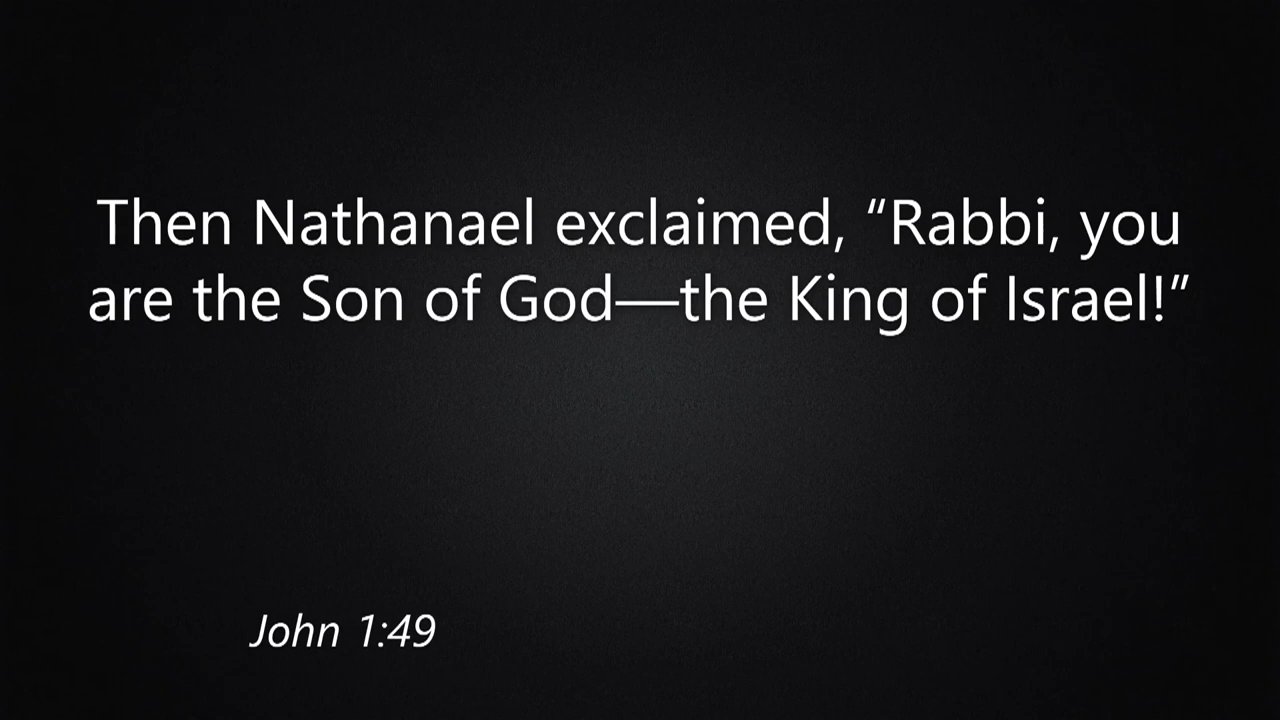 Then Nathanael exclaimed, “Rabbi, you
are the Son of God—the King of Israel!”
John 1:49